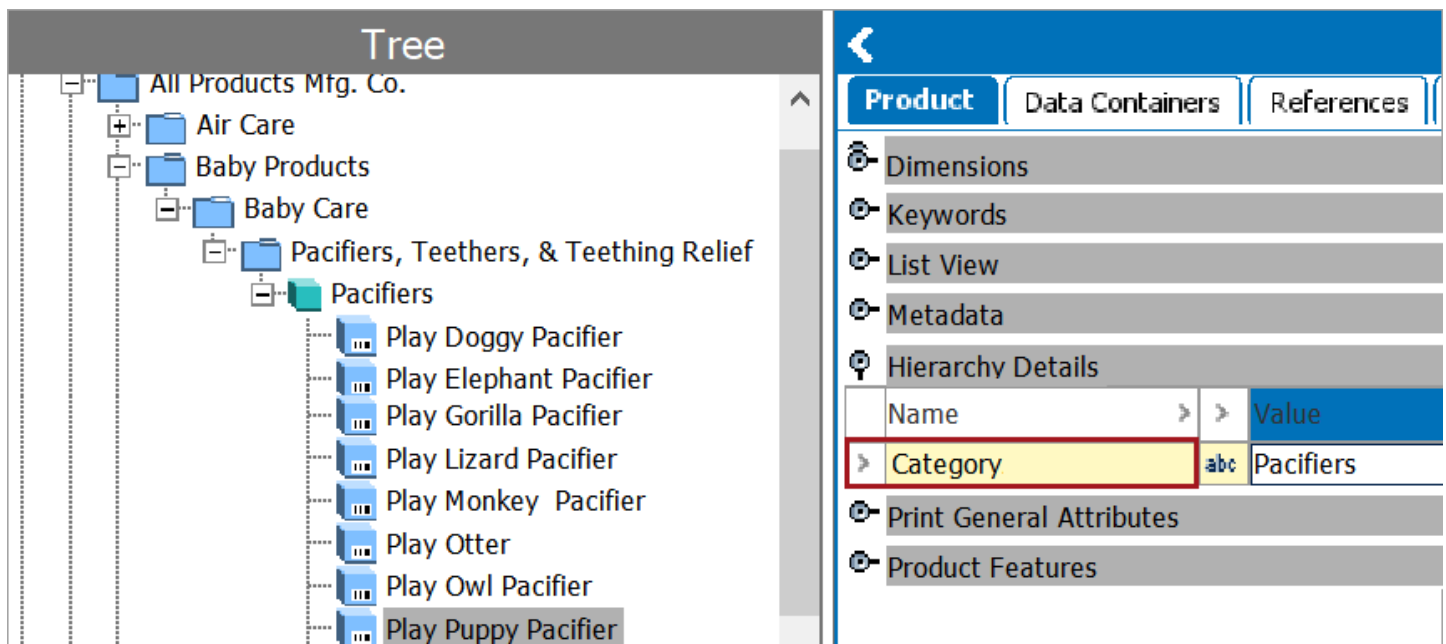 Tree
All Products Mfg. Co.
Air Care
Baby Products
Baby Care
Pacifiers, Teethers, & Teething Relief
Pacifiers
Play Doggy Pacifier
Play Elephant Pacifier
Play Gorilla Pacifier
Play Lizard Pacifier
Play Monkey Pacifier
Play Otter
Play Owl Pacifier
Play Puppy Pacifier
Product Data Containers References
Dimensions
Keywords
List View
Metadata
Hierarchy Details
Name > > Value
> Category abc Pacifiers
Print General Attributes
Product Features